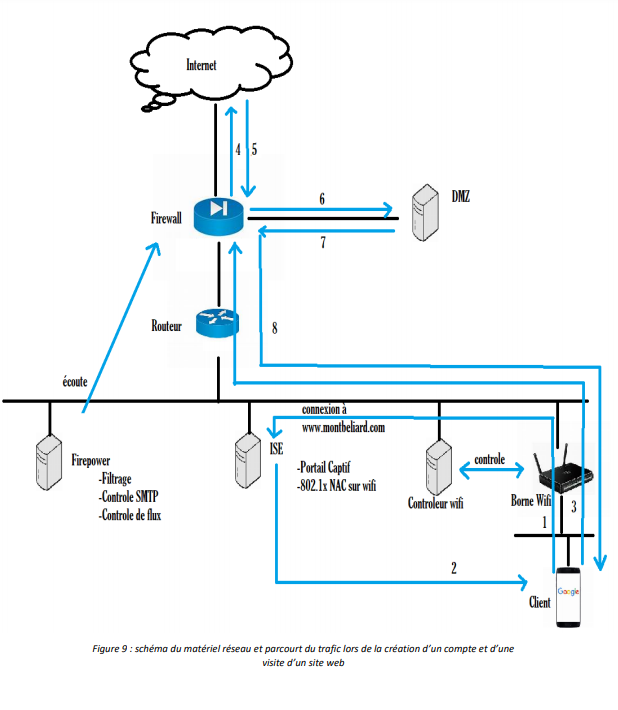 Internet
4
5
DMZ
6
Firewall
7
Routeur
8
écoute
connexion à
www.montbeliard.com
ISE
Firepower
-Filtrage
-Controle SMTP
-Controle de flux
-Portail Captif
-802.1x NAC sur wifi
controle
Controleur wifi
Borne Wifi
3
1
2
Google
Client
Figure 9 : schéma du matériel réseau et parcourt du trafic lors de la création d'un compte et d'une
visite d'un site web